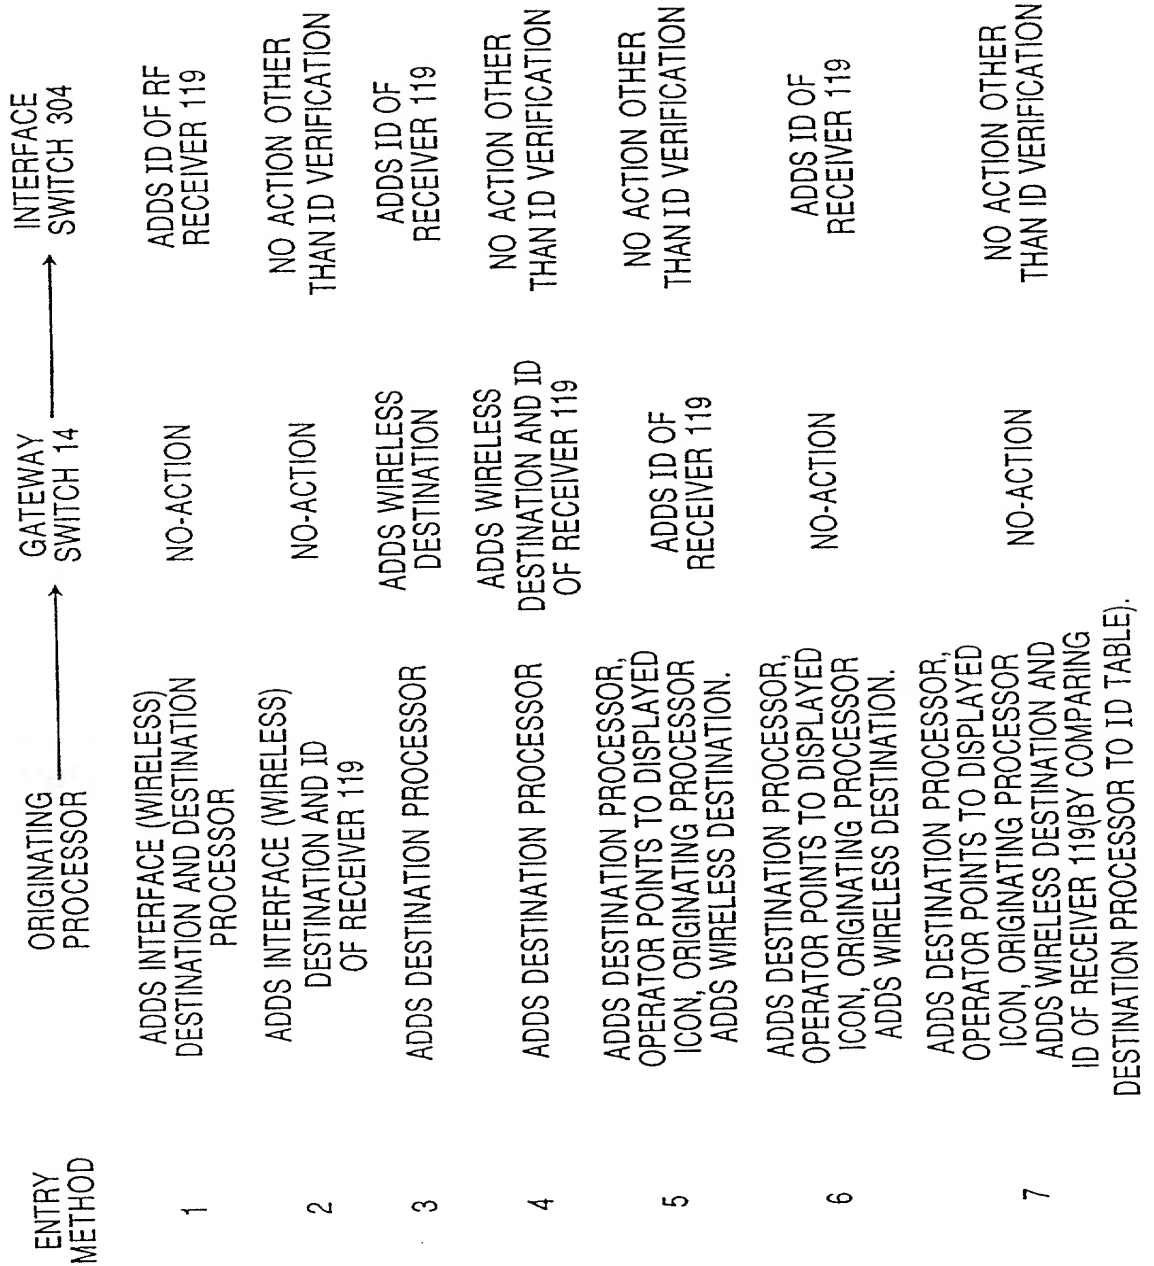 ENTRY
METHOD
ORIGINATING
PROCESSOR
GATEWAY
SWITCH 14
INTERFACE
SWITCH 304
1
ADDS INTERFACE (WIRELESS)
DESTINATION AND DESTINATION
PROCESSOR
NO-ACTION
ADDS ID OF RF
RECEIVER 119
2
ADDS INTERFACE (WIRELESS)
DESTINATION AND ID
OF RECEIVER 119
NO-ACTION
NO ACTION OTHER
THAN ID VERIFICATION
3
ADDS DESTINATION PROCESSOR
ADDS WIRELESS
DESTINATION
ADDS ID OF
RECEIVER 119
4
ADDS DESTINATION PROCESSOR
ADDS WIRELESS
DESTINATION AND ID
OF RECEIVER 119
NO ACTION OTHER
THAN ID VERIFICATION
5
ADDS DESTINATION PROCESSOR,
OPERATOR POINTS TO DISPLAYED
ICON, ORIGINATING PROCESSOR
ADDS WIRELESS DESTINATION.
ADDS ID OF
RECEIVER 119
NO ACTION OTHER
THAN ID VERIFICATION
6
ADDS DESTINATION PROCESSOR,
OPERATOR POINTS TO DISPLAYED
ICON, ORIGINATING PROCESSOR
ADDS WIRELESS DESTINATION.
NO-ACTION
ADDS ID OF
RECEIVER 119
7
ADDS DESTINATION PROCESSOR,
OPERATOR POINTS TO DISPLAYED
ICON, ORIGINATING PROCESSOR
ADDS WIRELESS DESTINATION AND
ID OF RECEIVER 119(BY COMPARING
DESTINATION PROCESSOR TO ID TABLE).
NO-ACTION
NO ACTION OTHER
THAN ID VERIFICATION